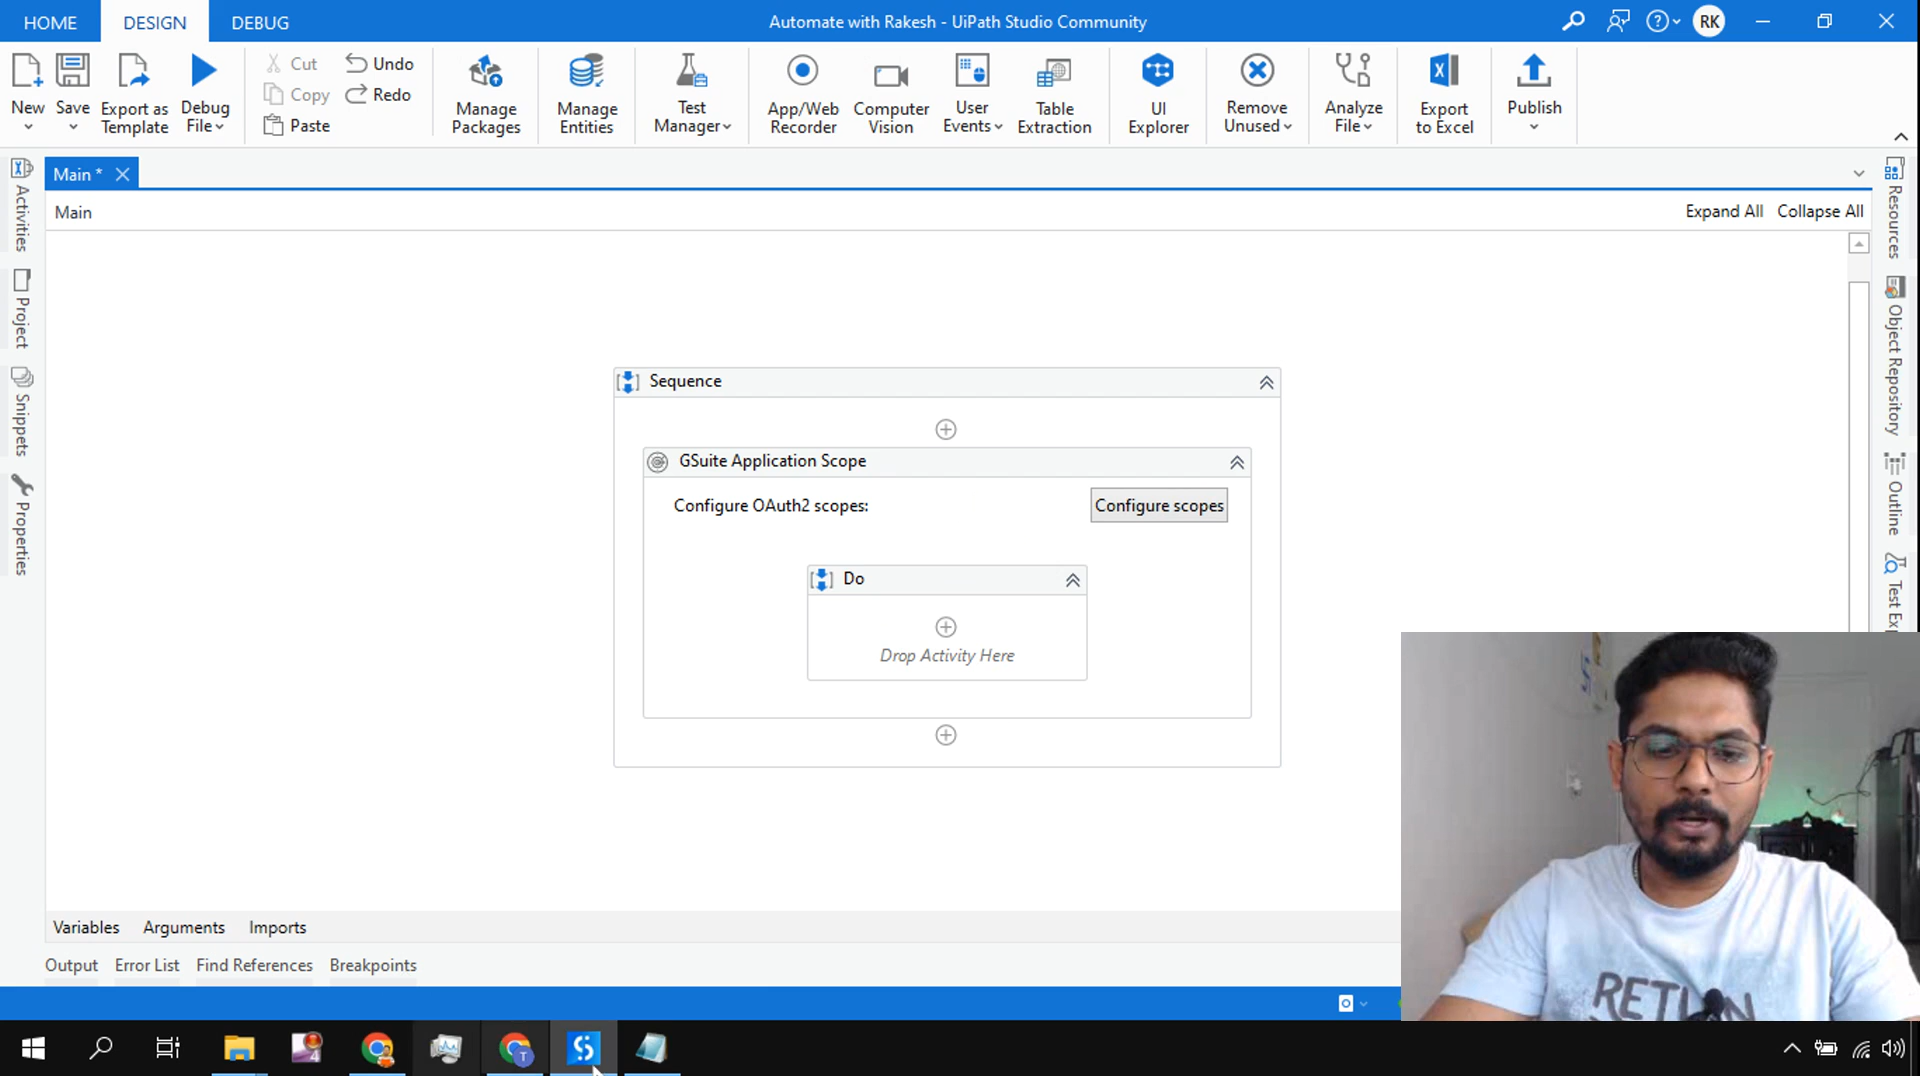 HOME DESIGN DEBUG Automate with Rakesh - UiPath Studio Community RK
New
Save
Export as
Template
Debug
File
Cut
Copy
Paste
Undo
Redo
Manage
Packages
Manage
Entities
Test
Manager
App/Web
Recorder
Computer
Vision
User
Events
Table
Extraction
UI
Explorer
Remove
Unused
Analyze
File
Export
to Excel
Publish
Activities
Project
Snippets
Properties
Main *
Main Expand All Collapse All
Sequence
GSuite Application Scope
Configure OAuth2 scopes: Configure scopes
Do
Drop Activity Here
Resources
Object Repository
Outline
Test Ex
Variables Arguments Imports
Output Error List Find References Breakpoints
4
T